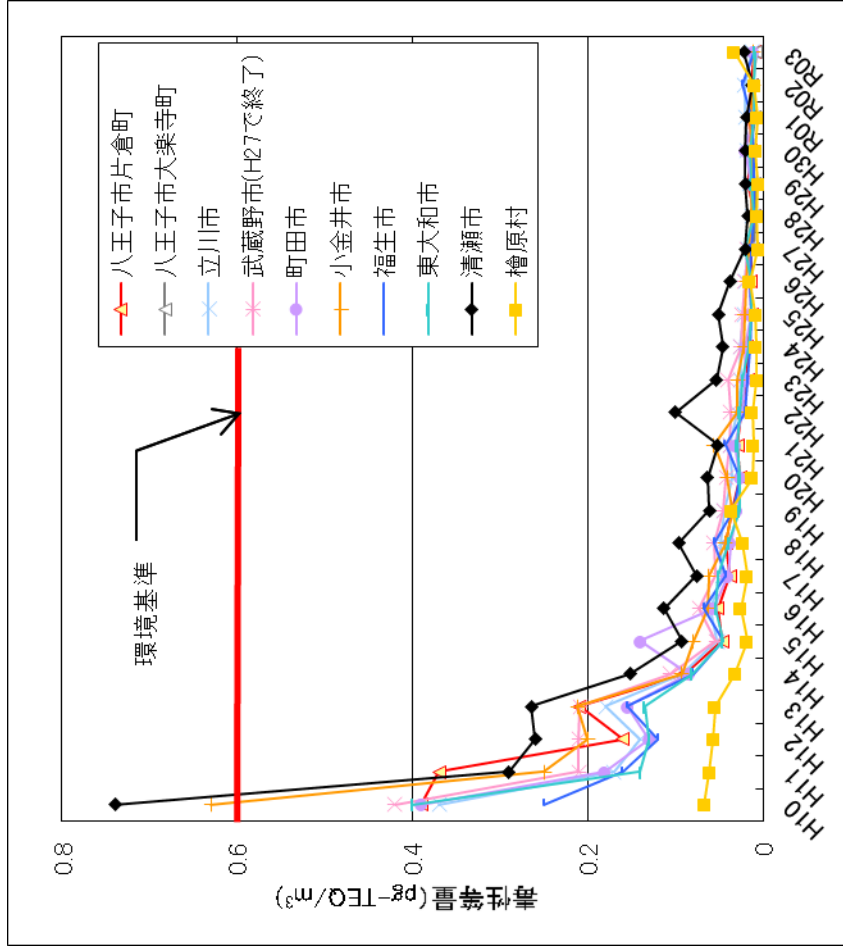 毒性等量(pg-TEQ/m³)
0.8
0.6
0.4
0.2
0
環境基準
八王子市片倉町
八王子市大楽寺町
立川市
武蔵野市(H27で終了)
町田市
小金井市
福生市
東大和市
清瀬市
檜原村
H10
H11
H12
H13
H14
H15
H16
H17
H18
H19
H20
H21
H22
H23
H24
H25
H26
H27
H28
H29
H30
R01
R02
R03